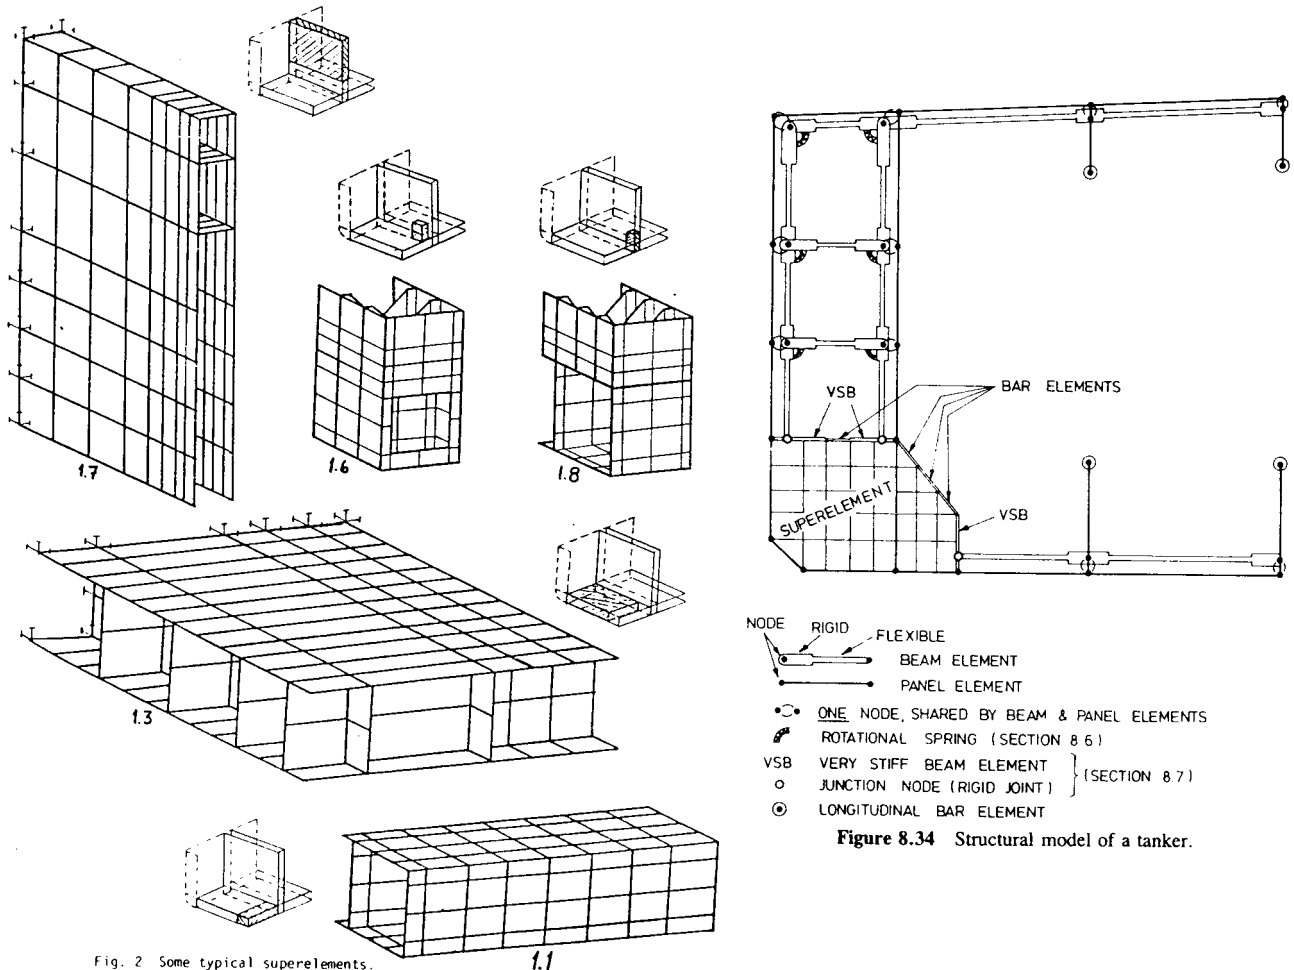 1.7
1.6
1.8
1.3
1.1
Fig. 2 Some typical superelements.
VSB
BAR ELEMENTS
SUPERELEMENT
VSB
NODE
RIGID
FLEXIBLE
BEAM ELEMENT
PANEL ELEMENT
ONE NODE, SHARED BY BEAM & PANEL ELEMENTS
ROTATIONAL SPRING (SECTION 8 6)
VSB VERY STIFF BEAM ELEMENT
JUNCTION NODE (RIGID JOINT)
(SECTION 8.7)
LONGITUDINAL BAR ELEMENT
Figure 8.34 Structural model of a tanker.